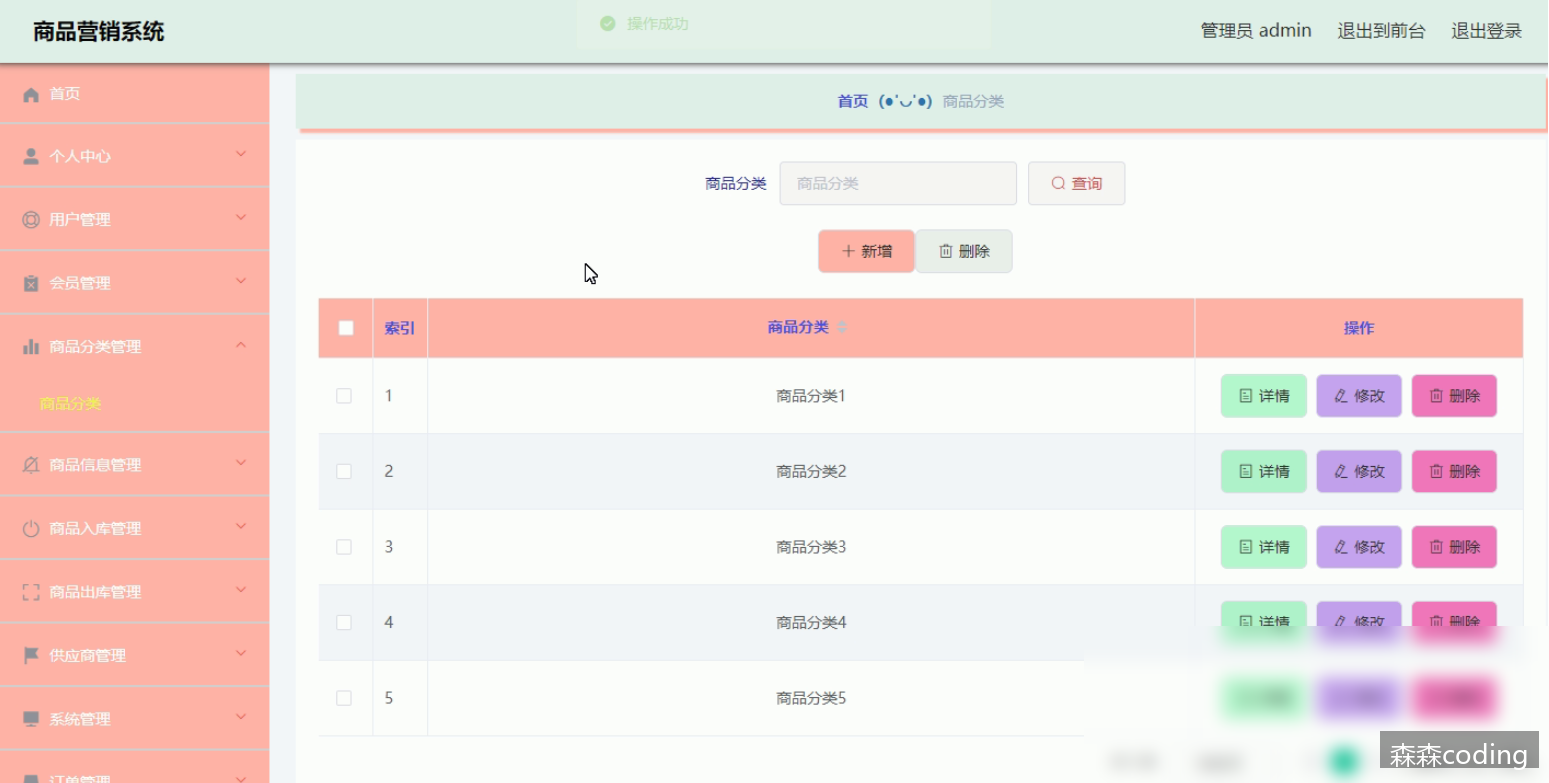 商品营销系统
操作成功
管理员 admin 退出到前台 退出登录
首页
个人中心
用户管理
会员管理
商品分类管理
商品分类
商品信息管理
商品入库管理
商品出库管理
供应商管理
系统管理
订单管理
首页 (●'◡'●) 商品分类
商品分类 商品分类 查询
新增 删除
索引 商品分类 操作
1 商品分类1 详情 修改 删除
2 商品分类2 详情 修改 删除
3 商品分类3 详情 修改 删除
4 商品分类4 详情 修改 删除
5 商品分类5
森森coding